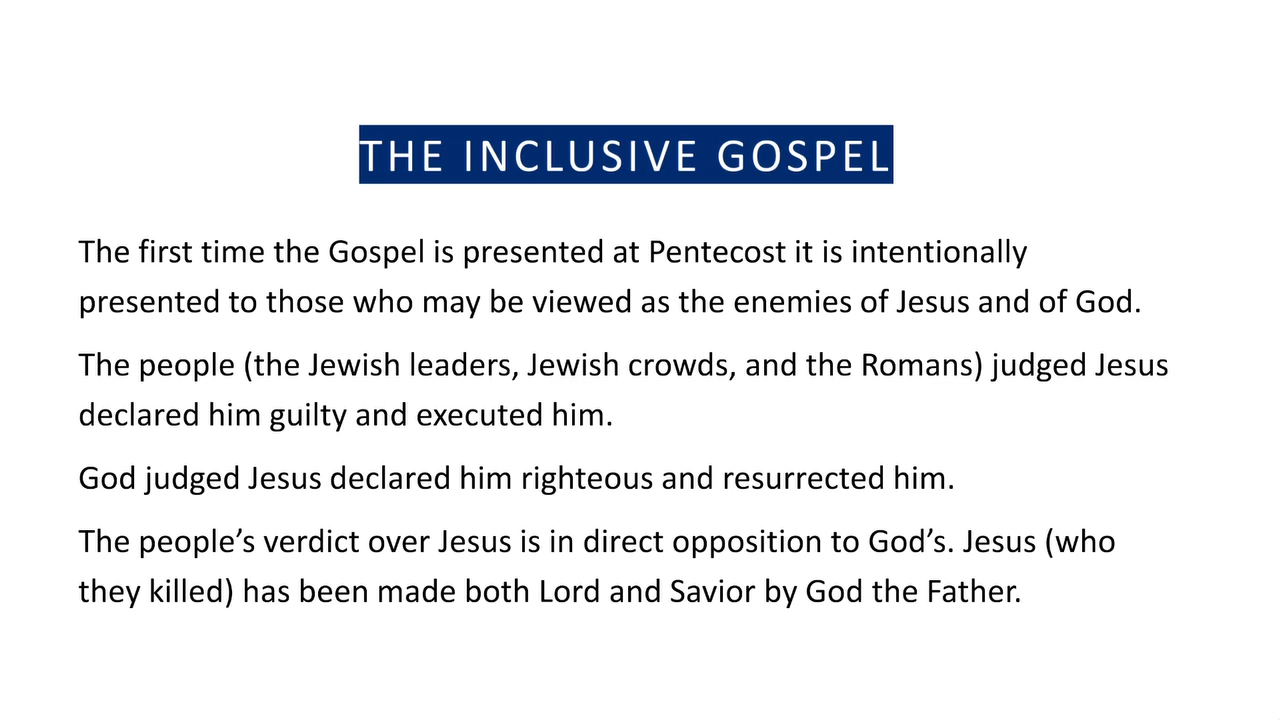 THE INCLUSIVE GOSPEL
The first time the Gospel is presented at Pentecost it is intentionally
presented to those who may be viewed as the enemies of Jesus and of God.
The people (the Jewish leaders, Jewish crowds, and the Romans) judged Jesus
declared him guilty and executed him.
God judged Jesus declared him righteous and resurrected him.
The people’s verdict over Jesus is in direct opposition to God’s. Jesus (who
they killed) has been made both Lord and Savior by God the Father.